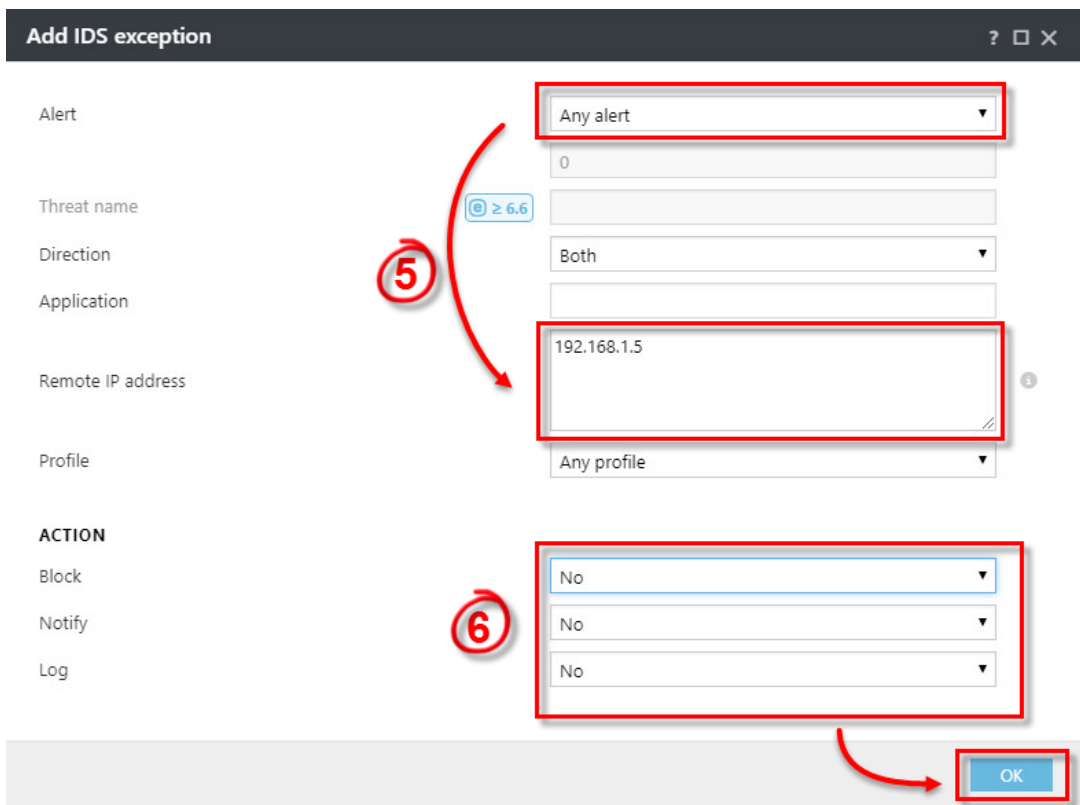 Add IDS exception ?
Alert Any alert
0
Threat name e ≥ 6.6
Direction Both
5
Application
192.168.1.5
Remote IP address i
Profile Any profile
ACTION
Block No
6
Notify No
Log No
OK